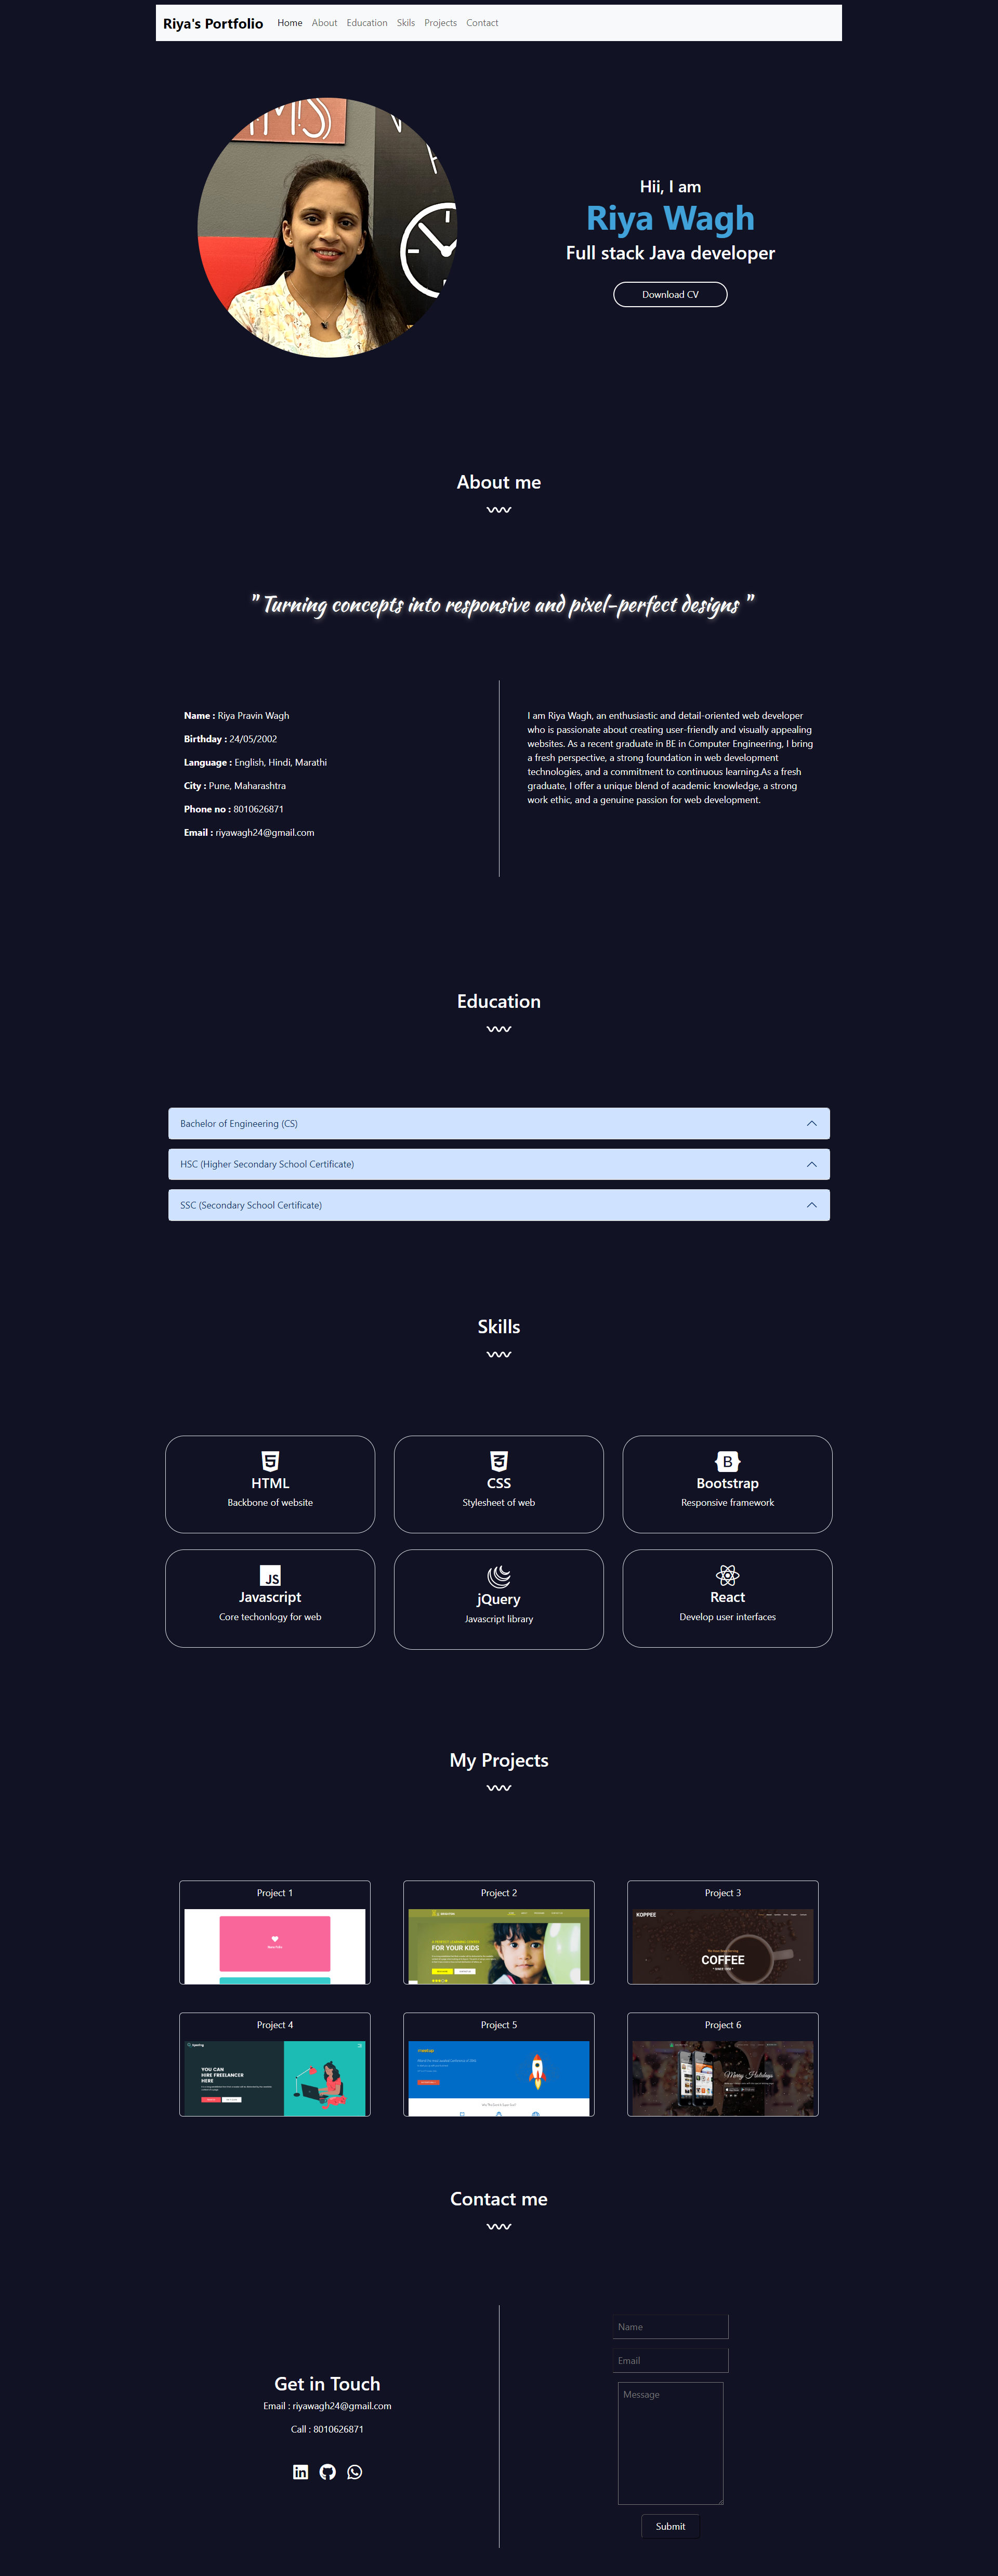 Riya's Portfolio Home About Education Skils Projects Contact
Hii, I am
Riya Wagh
Full stack Java developer
Download CV
About me
" Turning concepts into responsive and pixel-perfect designs "
Name : Riya Pravin Wagh
Birthday : 24/05/2002
Language : English, Hindi, Marathi
City : Pune, Maharashtra
Phone no : 8010626871
Email : riyawagh24@gmail.com
I am Riya Wagh, an enthusiastic and detail-oriented web developer
who is passionate about creating user-friendly and visually appealing
websites. As a recent graduate in BE in Computer Engineering, I bring
a fresh perspective, a strong foundation in web development
technologies, and a commitment to continuous learning.As a fresh
graduate, I offer a unique blend of academic knowledge, a strong
work ethic, and a genuine passion for web development.
Education
Bachelor of Engineering (CS)
HSC (Higher Secondary School Certificate)
SSC (Secondary School Certificate)
Skills
HTML
Backbone of website
CSS
Stylesheet of web
B
Bootstrap
Responsive framework
JS
Javascript
Core techonlogy for web
jQuery
Javascript library
React
Develop user interfaces
My Projects
Project 1
Project 2
FOR YOUR KIDS
Project 3
KOPPEE
COFFEE
Project 4
YOU CAN
HIRE FREELANCER
HERE
Project 5
Project 6
Merry Holidays
Contact me
Get in Touch
Email : riyawagh24@gmail.com
Call : 8010626871
Name
Email
Message
Submit